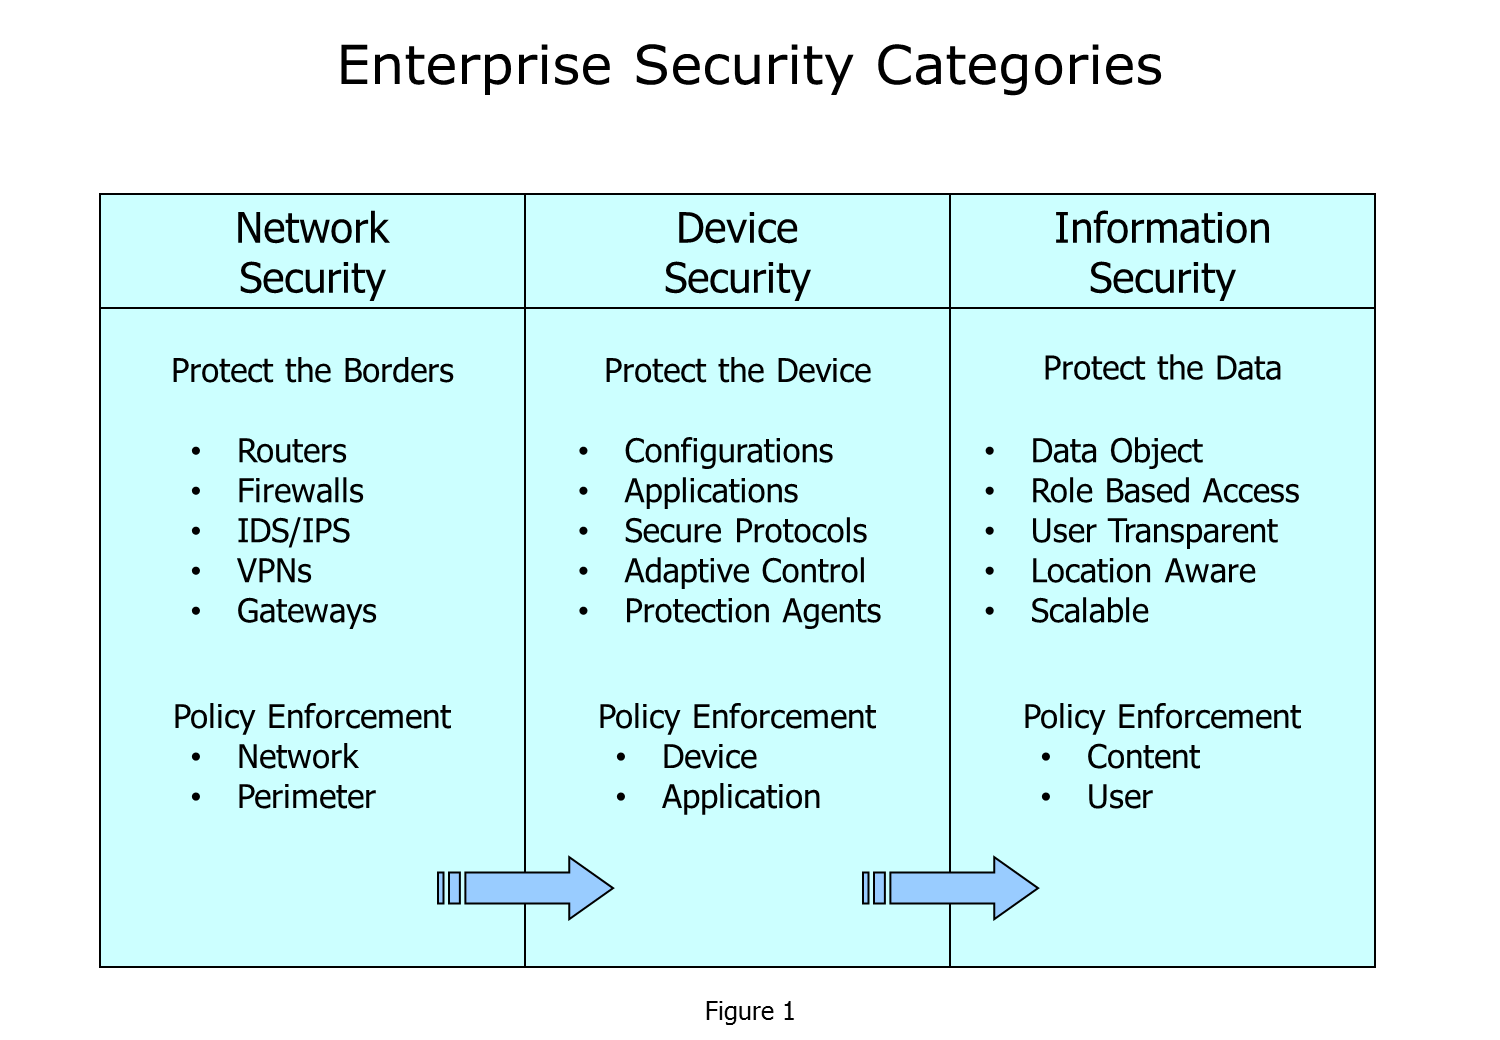 Enterprise Security Categories
Network
Security
Protect the Borders
• Routers
• Firewalls
• IDS/IPS
• VPNs
• Gateways
Policy Enforcement
• Network
• Perimeter
Device
Security
Protect the Device
• Configurations
• Applications
• Secure Protocols
• Adaptive Control
• Protection Agents
Policy Enforcement
• Device
• Application
Information
Security
Protect the Data
• Data Object
• Role Based Access
• User Transparent
• Location Aware
• Scalable
Policy Enforcement
• Content
• User
Figure 1